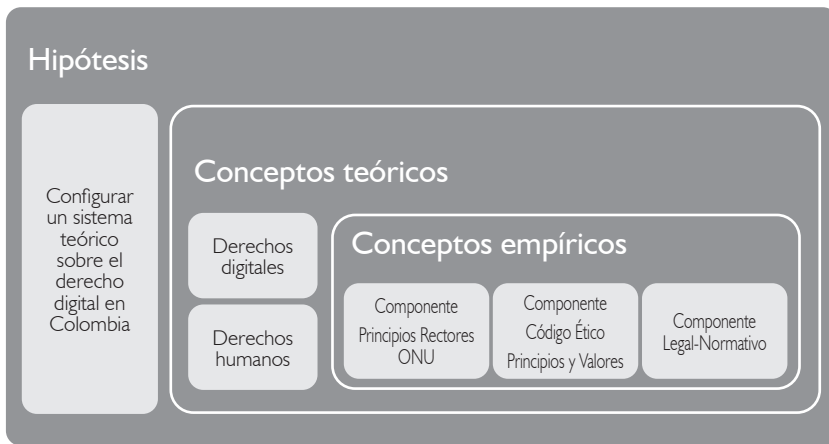 Hipótesis
Configurar
un sistema
teórico
sobre el
derecho
digital en
Colombia
Conceptos teóricos
Derechos
digitales
Derechos
humanos
Conceptos empíricos
Componente
Principios Rectores
ONU
Componente
Código Ético
Principios y Valores
Componente
Legal-Normativo